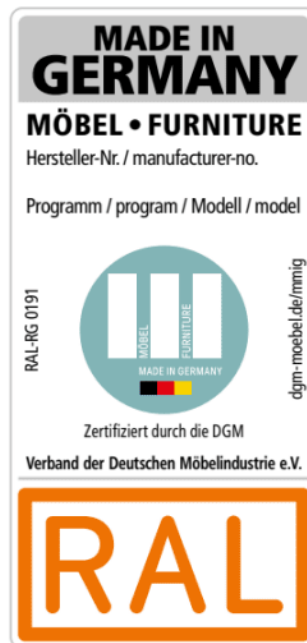 MADE IN
GERMANY
MÖBEL • FURNITURE
Hersteller-Nr. / manufacturer-no.
Programm / program / Modell / model
RAL-RG 0191
MÖBEL
FURNITURE
MADE IN GERMANY
dgm-moebel.de/mmig
Zertifiziert durch die DGM
Verband der Deutschen Möbelindustrie e.V.
RAL